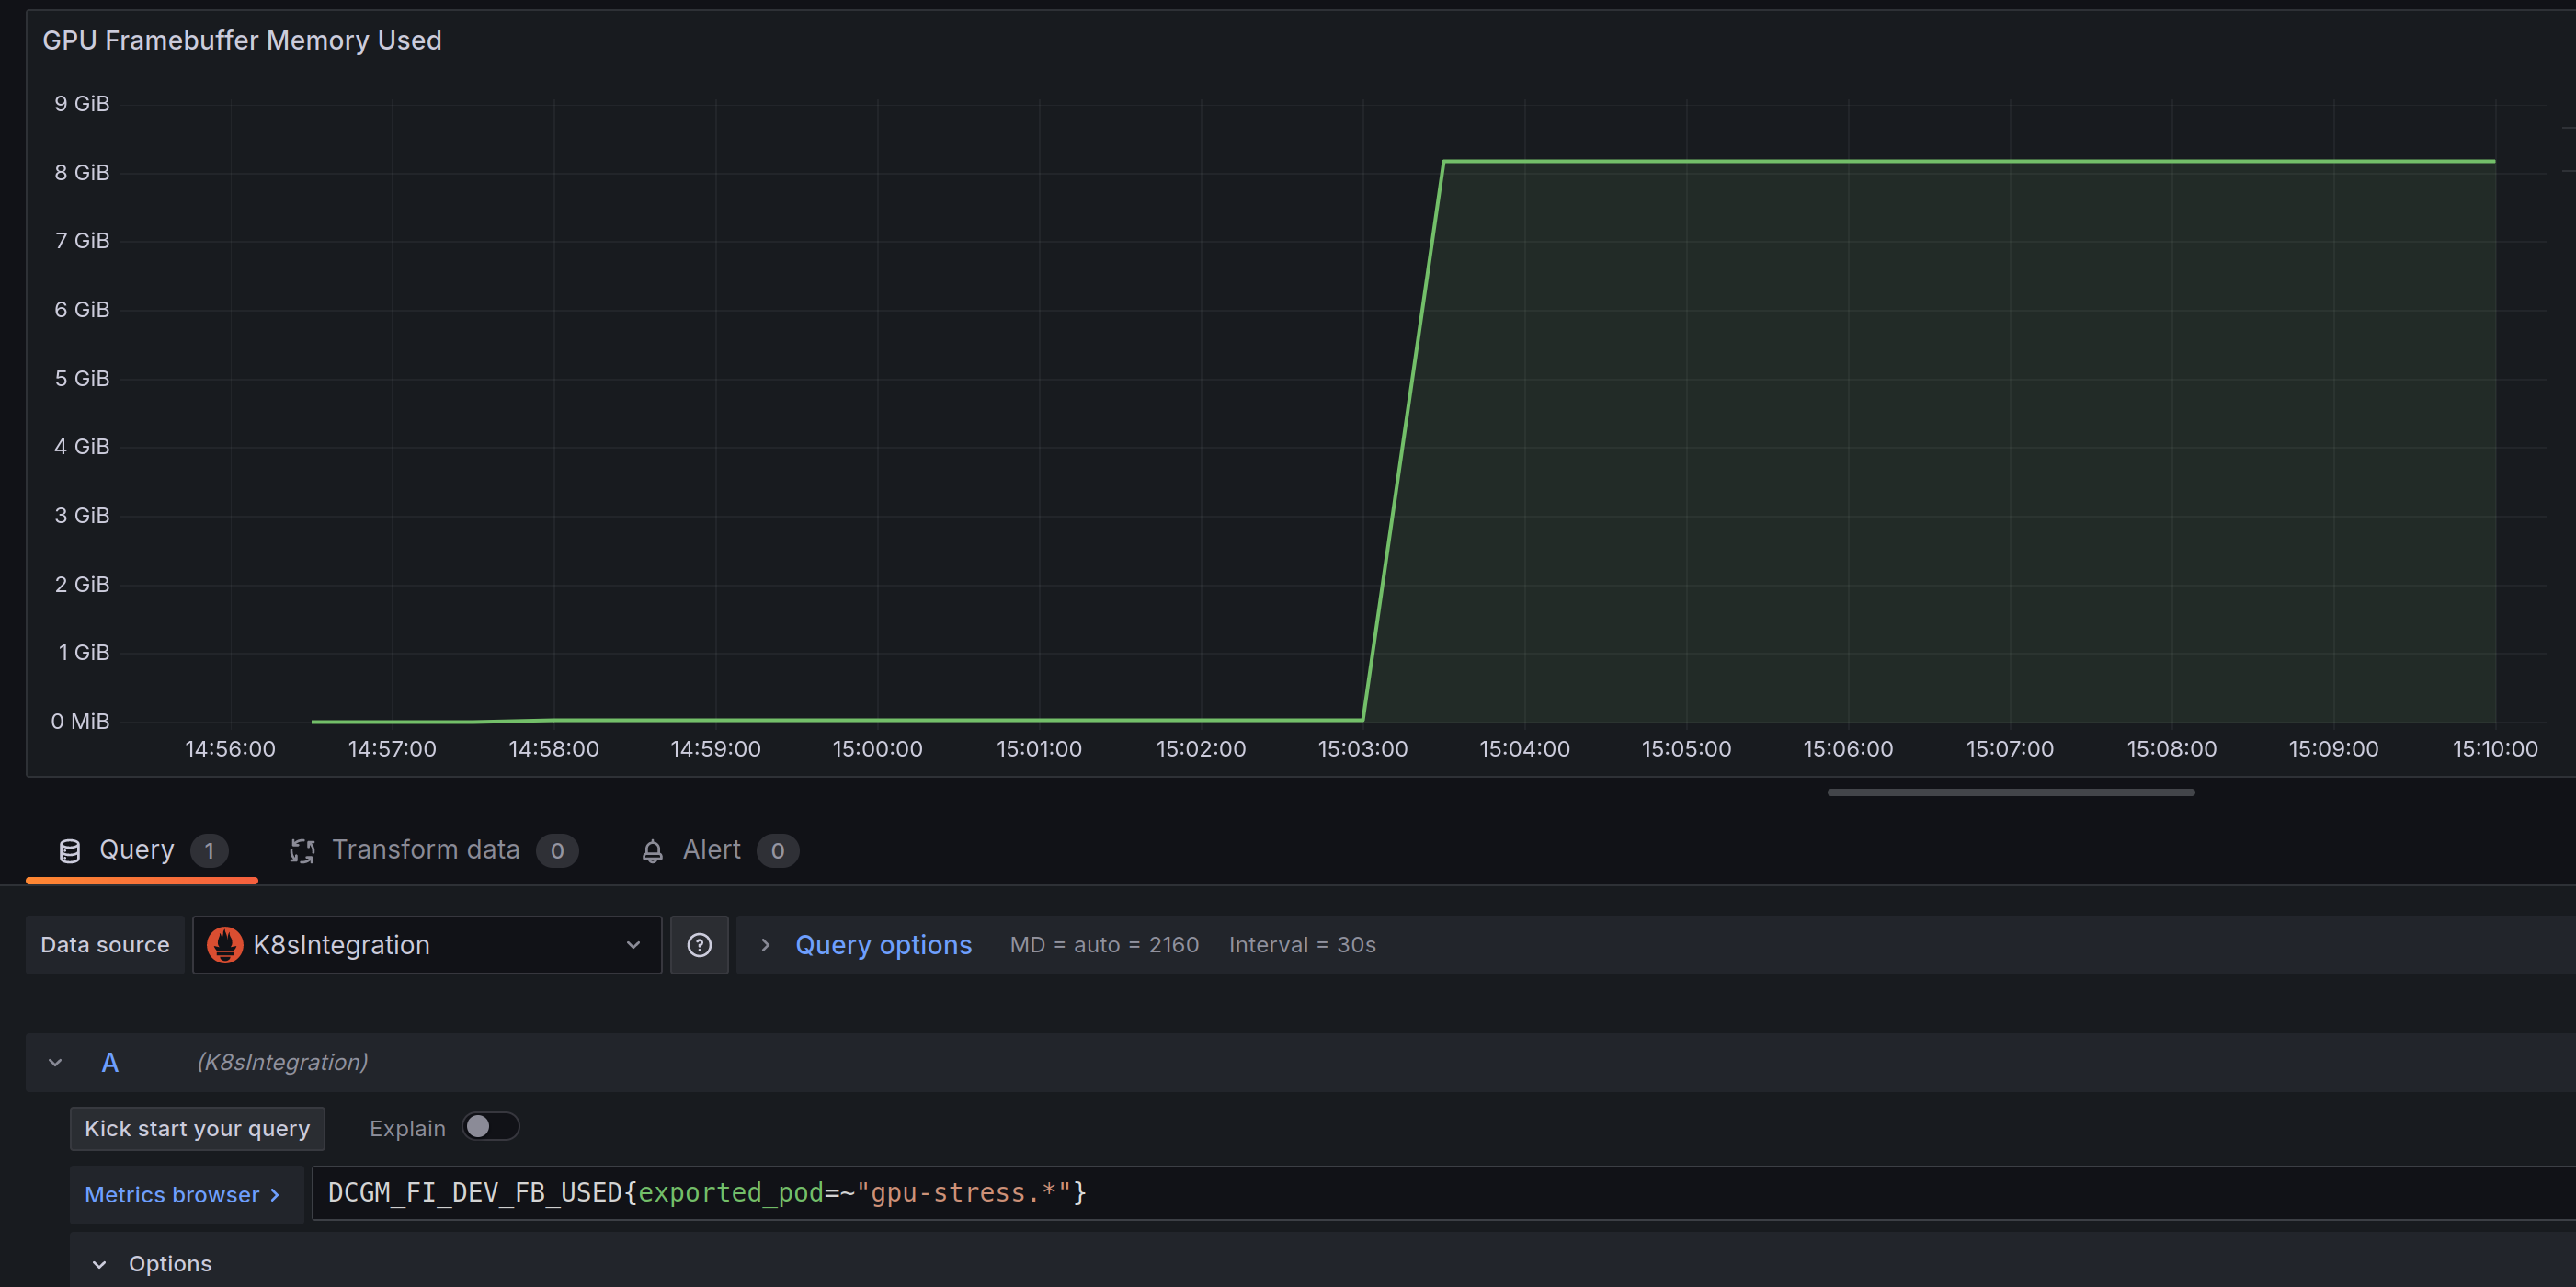 GPU Framebuffer Memory Used
9 GiB
8 GiB
7 GiB
6 GiB
5 GiB
4 GiB
3 GiB
2 GiB
1 GiB
0 MiB
14:56:00 14:57:00 14:58:00 14:59:00 15:00:00 15:01:00 15:02:00 15:03:00 15:04:00 15:05:00 15:06:00 15:07:00 15:08:00 15:09:00 15:10:00
Query 1 Transform data 0 Alert 0
Data source K8sIntegration Query options MD = auto = 2160 Interval = 30s
A (K8sIntegration)
Kick start your query Explain
Metrics browser > DCGM_FI_DEV_FB_USED{exported_pod=~"gpu-stress.*"}
Options